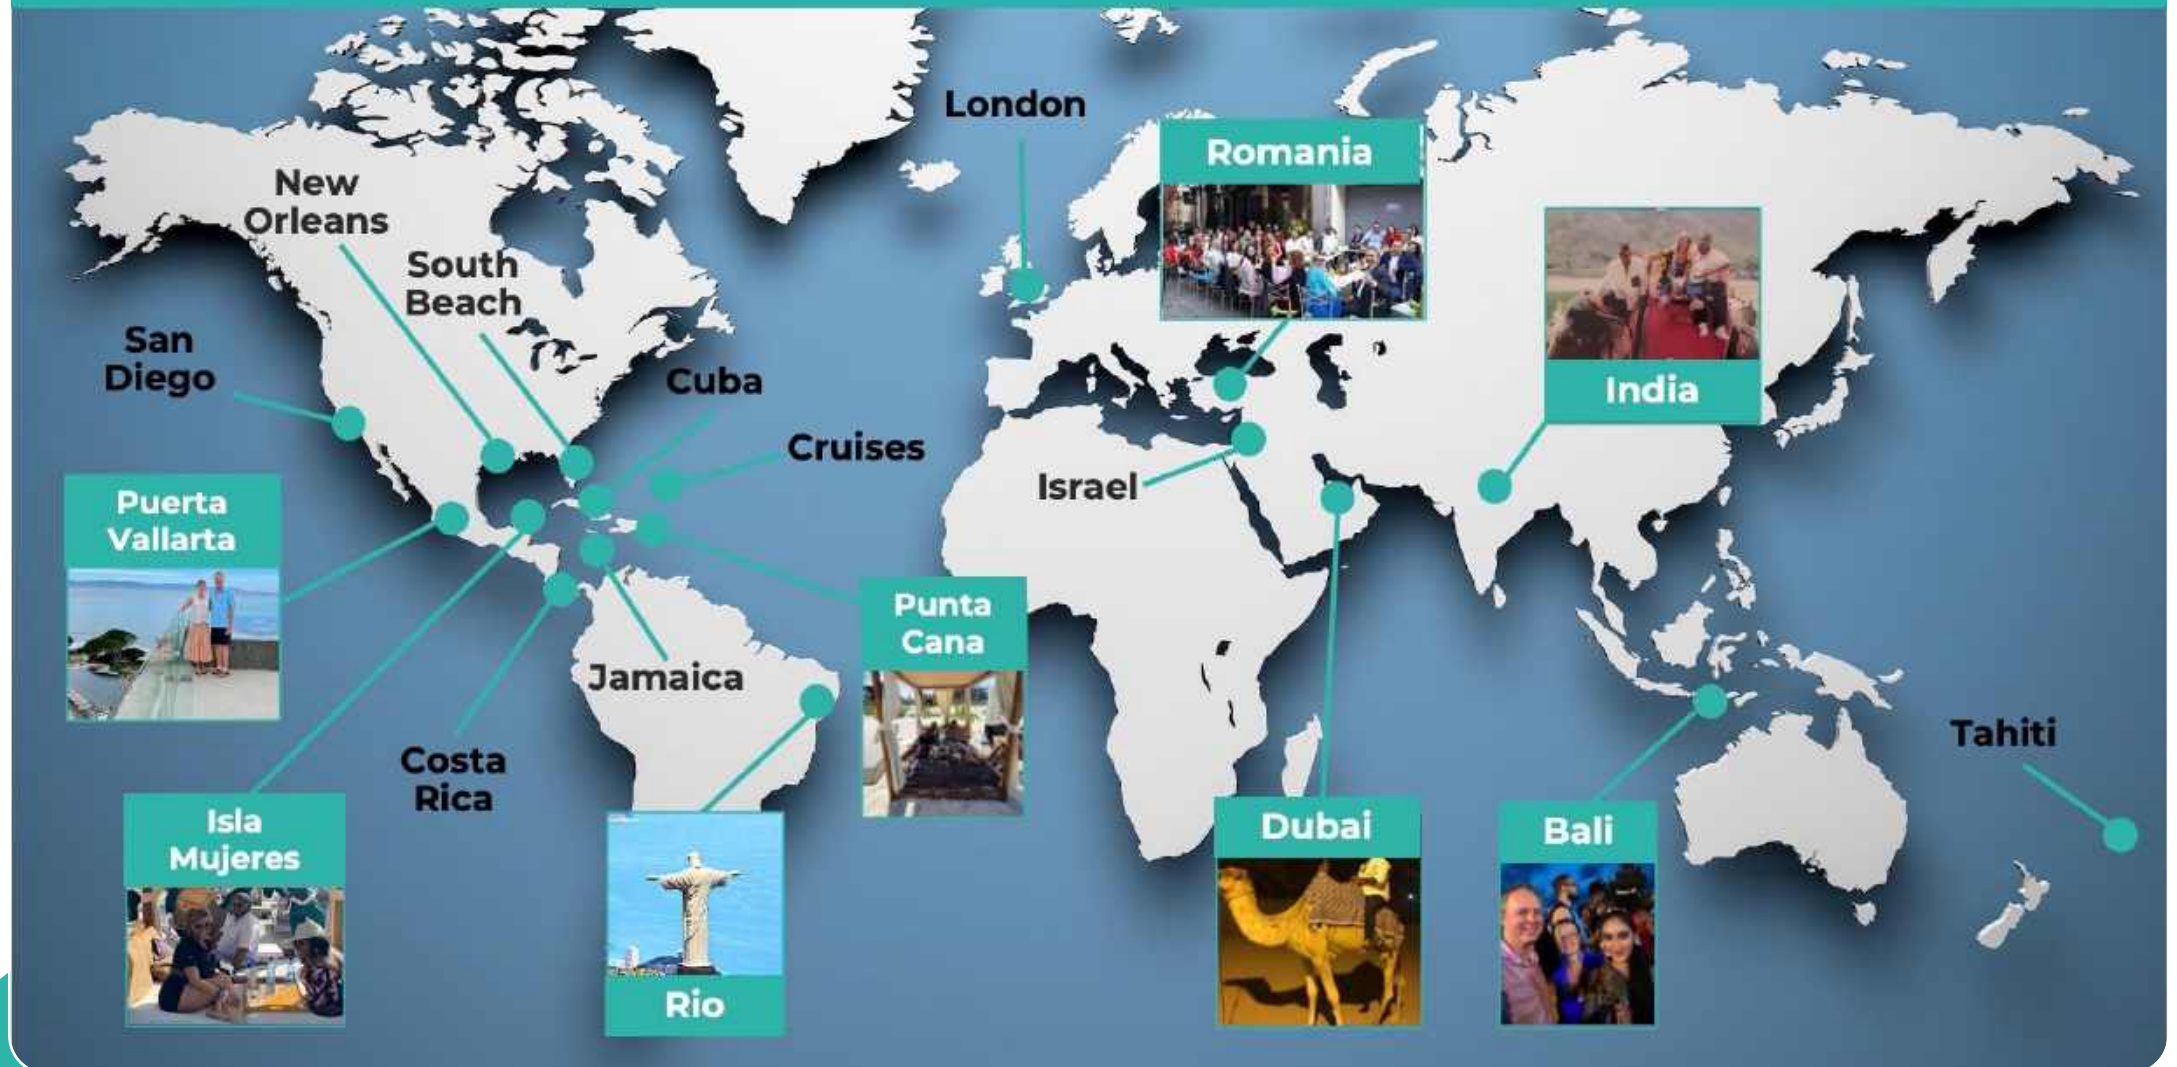 London
Romania
New
Orleans
South
Beach
San
Diego
Cuba
India
Cruises
Israel
Puerta
Vallarta
Punta
Cana
Jamaica
Costa
Rica
Tahiti
Isla
Mujeres
Dubai
Bali
Rio